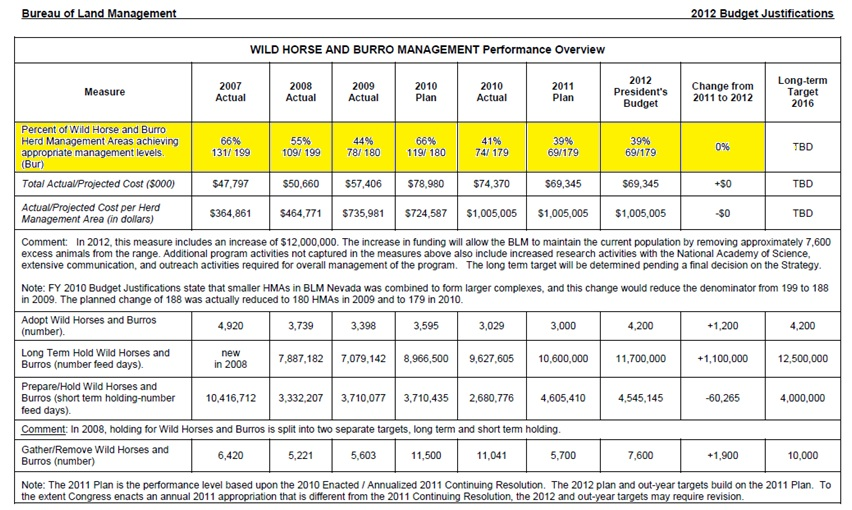 Bureau of Land Management 2012 Budget Justifications
WILD HORSE AND BURRO MANAGEMENT Performance Overview
Measure 2007 Actual 2008 Actual 2009 Actual 2010 Plan 2010 Actual 2011 Plan 2012 President's Budget Change from 2011 to 2012 Long-term Target 2016
Percent of Wild Horse and Burro
Herd Management Areas achieving
appropriate management levels.
(Bur)
66% 131/ 199 55% 109/ 199 44% 78/ 180 66% 119/ 180 41% 74/ 179 39% 69/179 39% 69/179 0% TBD
Total Actual/Projected Cost ($000) $47,797 $50,660 $57,406 $78,980 $74,370 $69,345 $69,345 +$0 TBD
Actual/Projected Cost per Herd
Management Area (in dollars)
$364,861 $464,771 $735,981 $724,587 $1,005,005 $1,005,005 $1,005,005 -$0 TBD
Comment: In 2012, this measure includes an increase of $12,000,000. The increase in funding will allow the BLM to maintain the current population by removing approximately 7,600
excess animals from the range. Additional program activities not captured in the measures above also include increased research activities with the National Academy of Science,
extensive communication, and outreach activities required for overall management of the program. The long term target will be determined pending a final decision on the Strategy.
Note: FY 2010 Budget Justifications state that smaller HMAs in BLM Nevada was combined to form larger complexes, and this change would reduce the denominator from 199 to 188
in 2009. The planned change of 188 was actually reduced to 180 HMAs in 2009 and to 179 in 2010.
Adopt Wild Horses and Burros
(number).
4,920 3,739 3,398 3,595 3,029 3,000 4,200 +1,200 4,200
Long Term Hold Wild Horses and
Burros (number feed days).
new in 2008 7,887,182 7,079,142 8,966,500 9,627,605 10,600,000 11,700,000 +1,100,000 12,500,000
Prepare/Hold Wild Horses and
Burros (short term holding-number
feed days).
10,416,712 3,332,207 3,710,077 3,710,435 2,680,776 4,605,410 4,545,145 -60,265 4,000,000
Comment: In 2008, holding for Wild Horses and Burros is split into two separate targets, long term and short term holding.
Gather/Remove Wild Horses and
Burros (number)
6,420 5,221 5,603 11,500 11,041 5,700 7,600 +1,900 10,000
Note: The 2011 Plan is the performance level based upon the 2010 Enacted / Annualized 2011 Continuing Resolution. The 2012 plan and out-year targets build on the 2011 Plan. To
the extent Congress enacts an annual 2011 appropriation that is different from the 2011 Continuing Resolution, the 2012 and out-year targets may require revision.